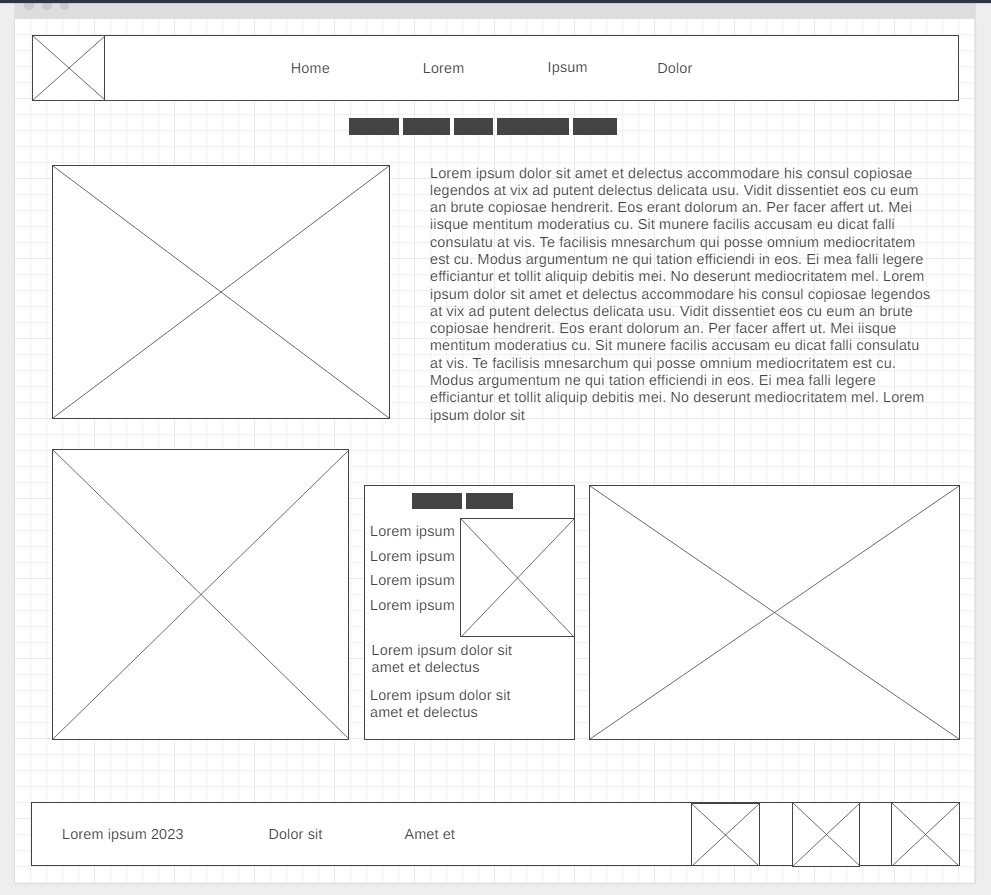 Home Lorem Ipsum Dolor
Lorem ipsum dolor sit amet et delectus accommodare his consul copiosae
legendos at vix ad putent delectus delicata usu. Vidit dissentiet eos cu eum
an brute copiosae hendrerit. Eos erant dolorum an. Per facer affert ut. Mei
iisque mentitum moderatius cu. Sit munere facilis accusam eu dicat falli
consulatu at vis. Te facilisis mnesarchum qui posse omnium mediocritatem
est cu. Modus argumentum ne qui tation efficiendi in eos. Ei mea falli legere
efficiantur et tollit aliquip debitis mei. No deserunt mediocritatem mel. Lorem
ipsum dolor sit amet et delectus accommodare his consul copiosae legendos
at vix ad putent delectus delicata usu. Vidit dissentiet eos cu eum an brute
copiosae hendrerit. Eos erant dolorum an. Per facer affert ut. Mei iisque
mentitum moderatius cu. Sit munere facilis accusam eu dicat falli consulatu
at vis. Te facilisis mnesarchum qui posse omnium mediocritatem est cu.
Modus argumentum ne qui tation efficiendi in eos. Ei mea falli legere
efficiantur et tollit aliquip debitis mei. No deserunt mediocritatem mel. Lorem
ipsum dolor sit
Lorem ipsum
Lorem ipsum
Lorem ipsum
Lorem ipsum
Lorem ipsum dolor sit
amet et delectus
Lorem ipsum dolor sit
amet et delectus
Lorem ipsum 2023 Dolor sit Amet et